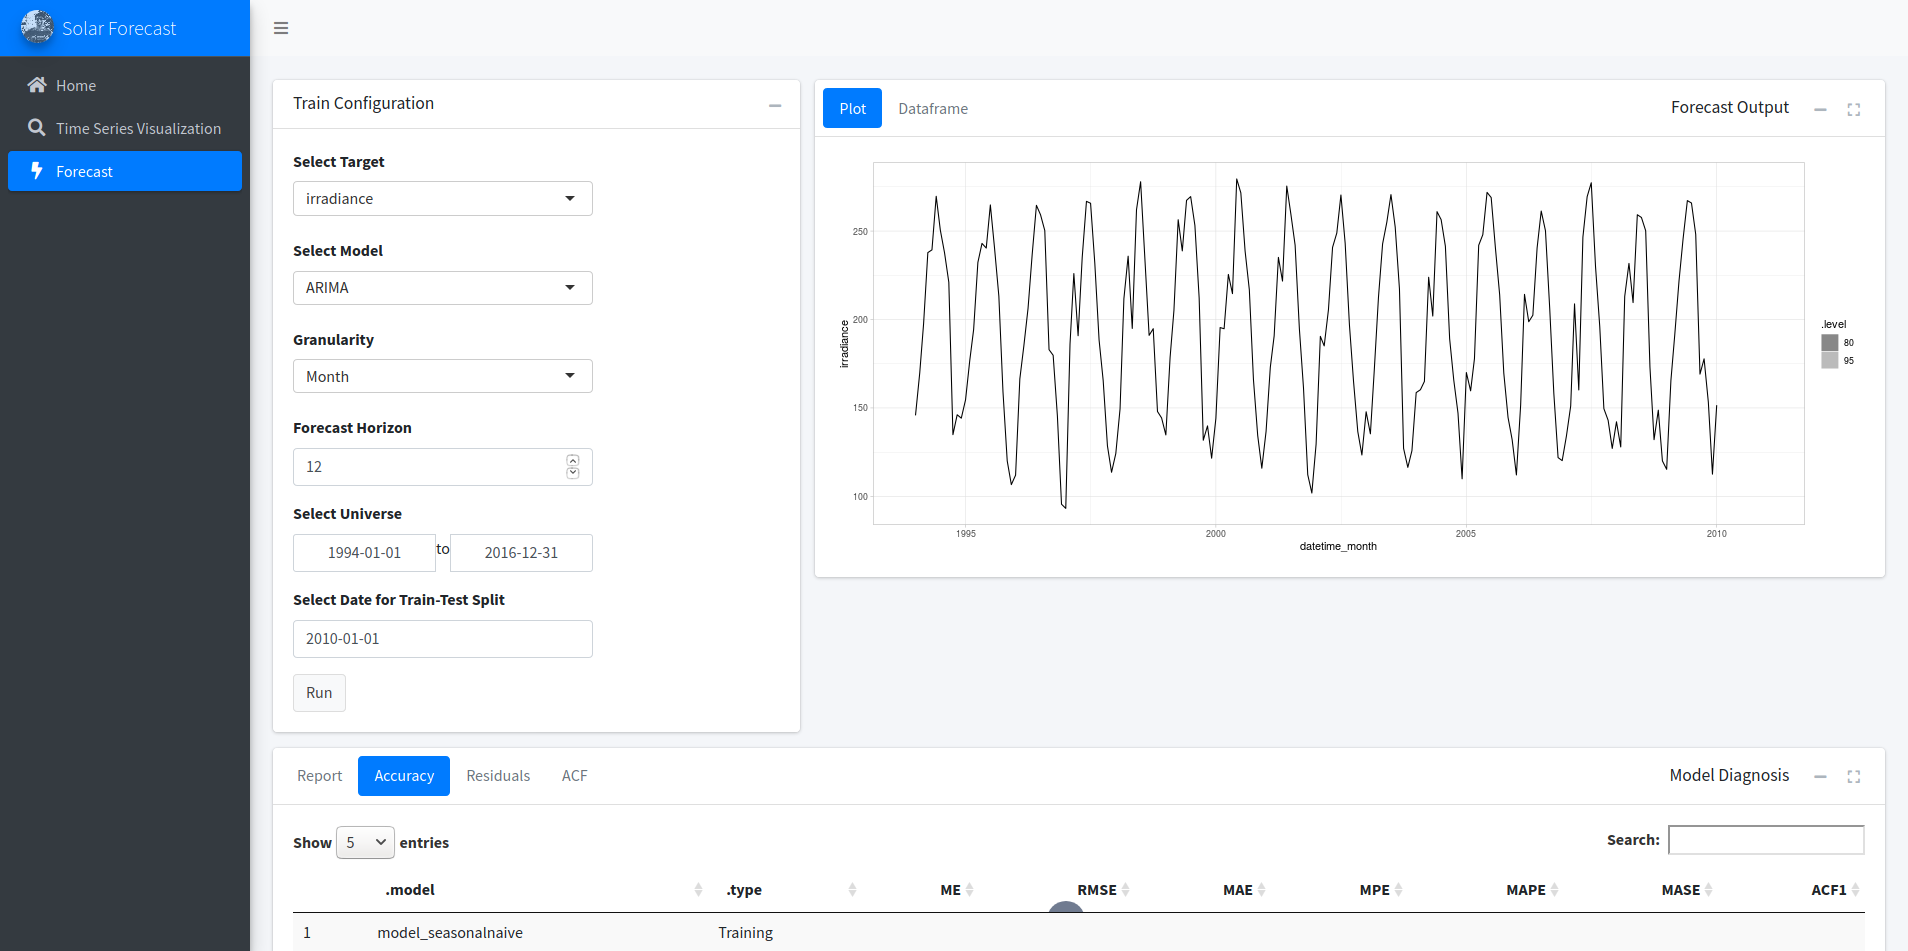 Solar Forecast
Home
Time Series Visualization
Forecast
Train Configuration
Select Target
irradiance
Select Model
ARIMA
Granularity
Month
Forecast Horizon
12
Select Universe
1994-01-01 to 2016-12-31
Select Date for Train-Test Split
2010-01-01
Run
Plot Dataframe Forecast Output
irradiance
250
200
150
100
1995 2000 2005 2010
datetime_month
.level
80
95
Report Accuracy Residuals ACF Model Diagnosis
Show 5 entries Search:
.model .type ME RMSE MAE MPE MAPE MASE ACF1
1 model_seasonalnaive Training